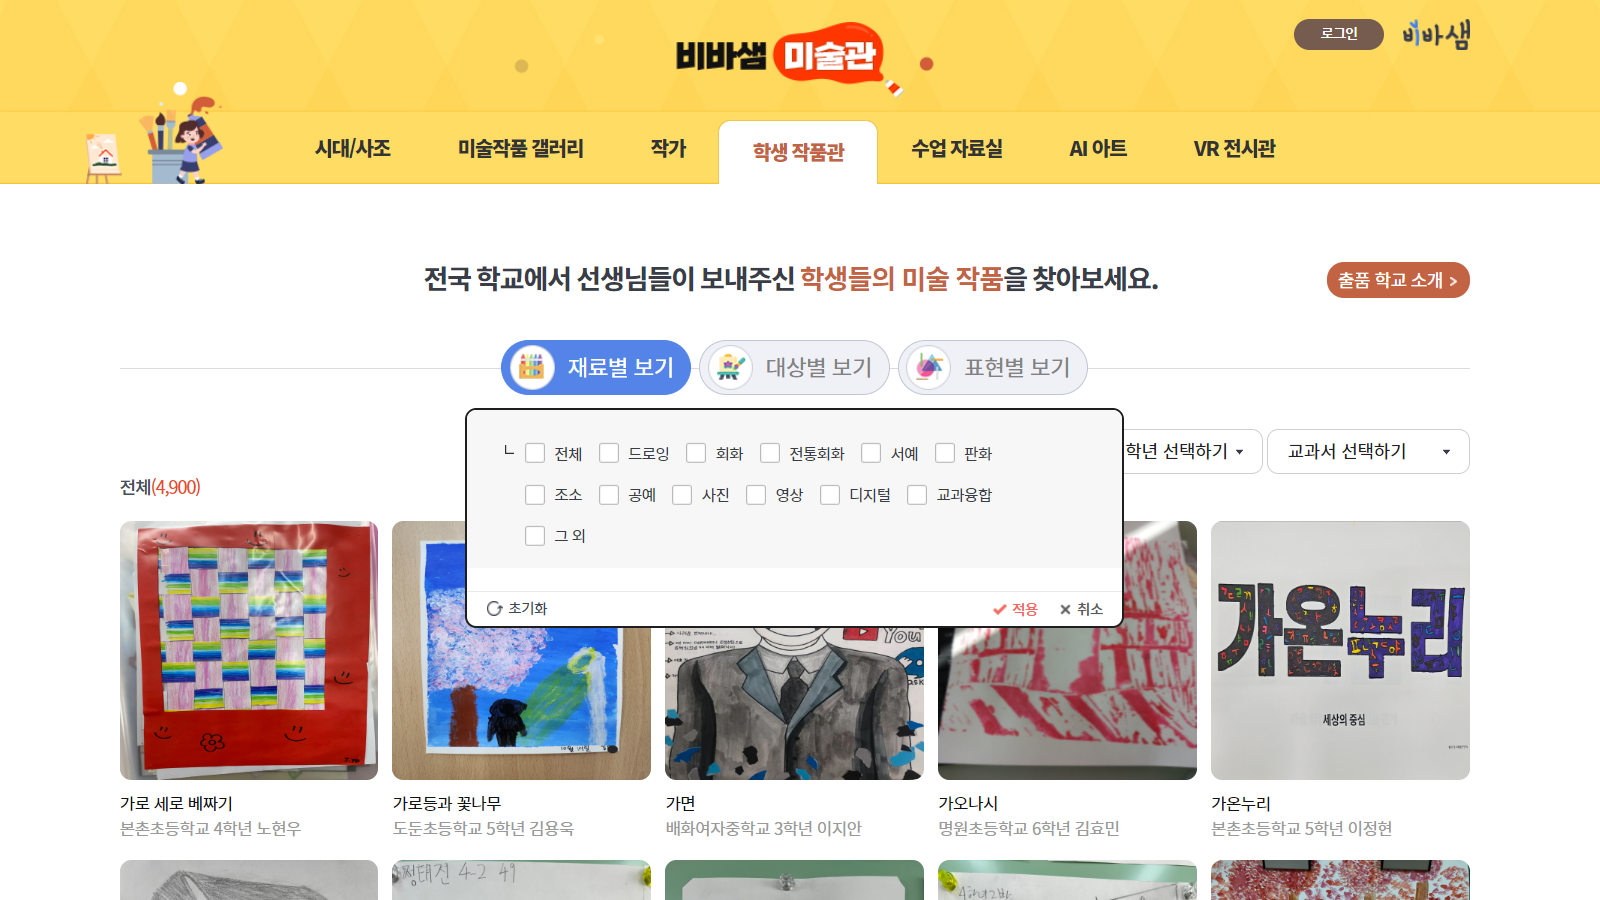 로그인
비바샘
비바샘 미술관
시대/사조
미술작품 갤러리
작가
학생 작품관
수업 자료실
AI 아트
VR 전시관
전국 학교에서 선생님들이 보내주신 학생들의 미술 작품을 찾아보세요.
출품 학교 소개 >
재료별 보기
대상별 보기
표현별 보기
전체 드로잉 회화 전통회화 서예 판화
조소 공예 사진 영상 디지털 교과융합
그 외
초기화
적용
취소
학년 선택하기
교과서 선택하기
전체(4,900)
You
가온누리
세상의 중심
가로 세로 베짜기
본촌초등학교 4학년 노현우
가로등과 꽃나무
도둔초등학교 5학년 김용욱
가면
배화여자중학교 3학년 이지안
가오나시
명원초등학교 6학년 김효민
가온누리
본촌초등학교 5학년 이정현
정태진 4-2 49